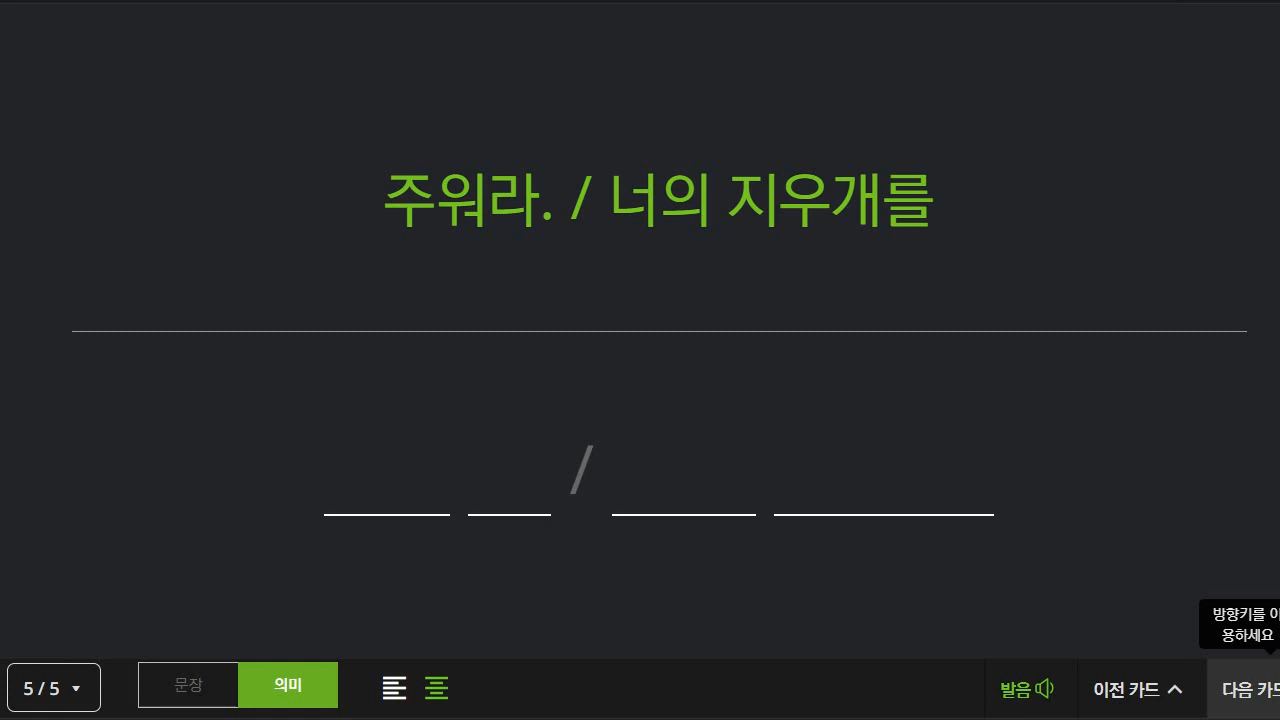 주워라. / 너의 지우개를
/
방향키를 이
용하세요
5 / 5
문장
의미
발음
이전 카드
다음 카드